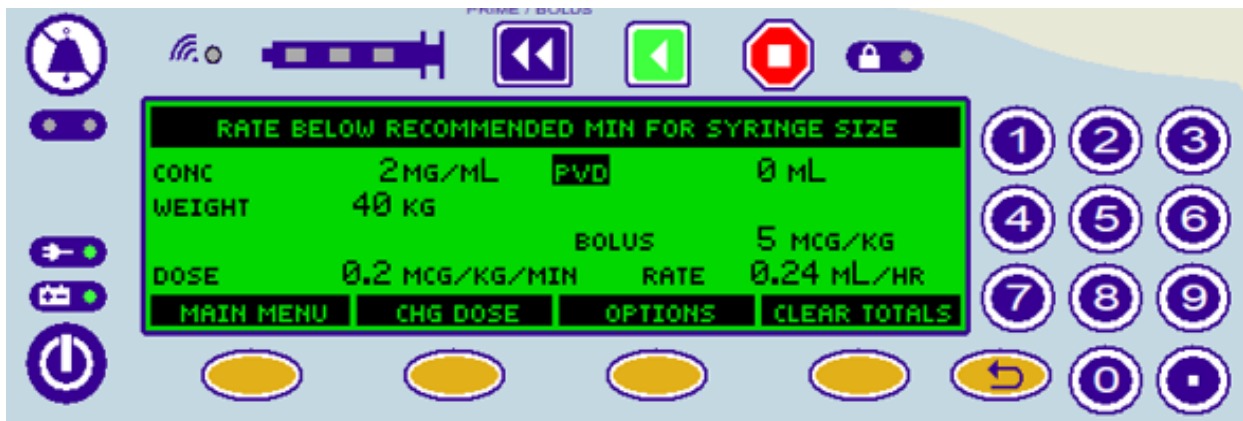 PRIME / BOLUS
RATE BELOW RECOMMENDED MIN FOR SYRINGE SIZE
CONC 2 MG/ML PVD 0 ML
WEIGHT 40 KG
BOLUS 5 MCG/KG
DOSE 0.2 MCG/KG/MIN RATE 0.24 ML/HR
MAIN MENU CHG DOSE OPTIONS CLEAR TOTALS
1 2 3
4 5 6
7 8 9
0 .